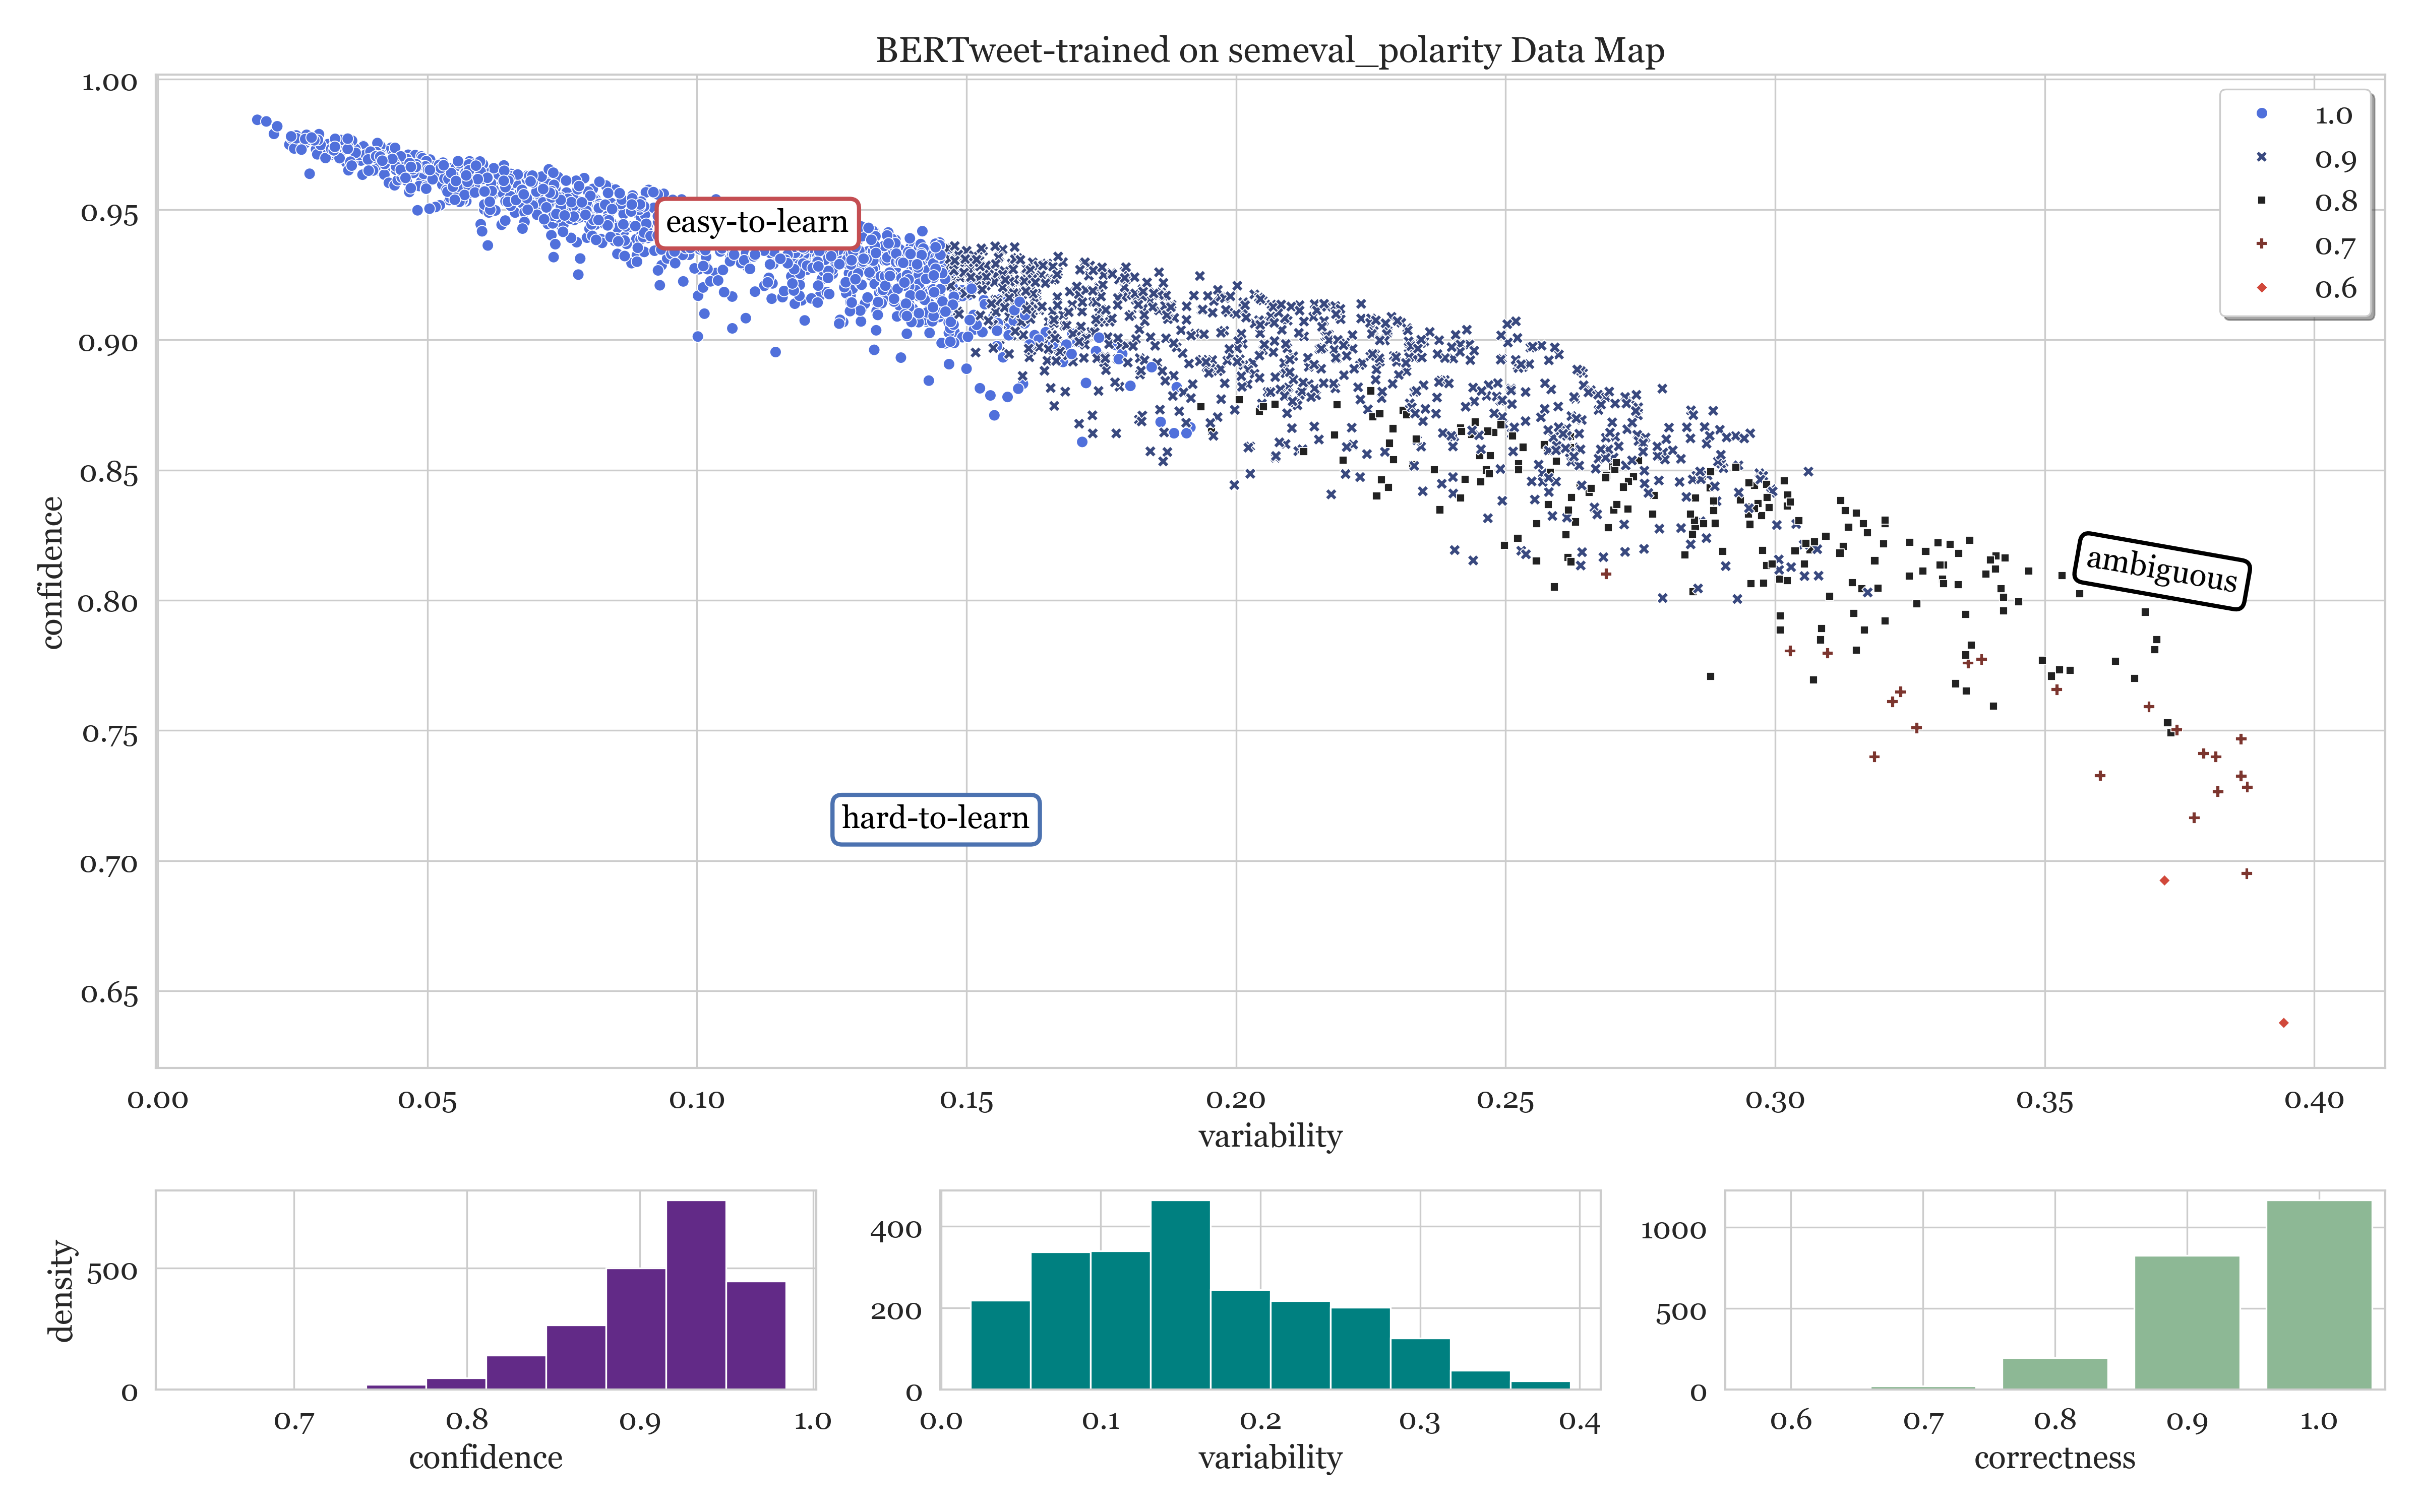 BERTweet-trained on semeval_polarity Data Map
1.00
0.95
0.90
0.85
0.80
0.75
0.70
0.65
confidence
easy-to-learn
ambiguous
hard-to-learn
1.0
0.9
0.8
0.7
0.6
0.00 0.05 0.10 0.15 0.20 0.25 0.30 0.35 0.40
variability
density
500
0
0.7 0.8 0.9 1.0
confidence
400
200
0
0.0 0.1 0.2 0.3 0.4
variability
1000
500
0
0.6 0.7 0.8 0.9 1.0
correctness